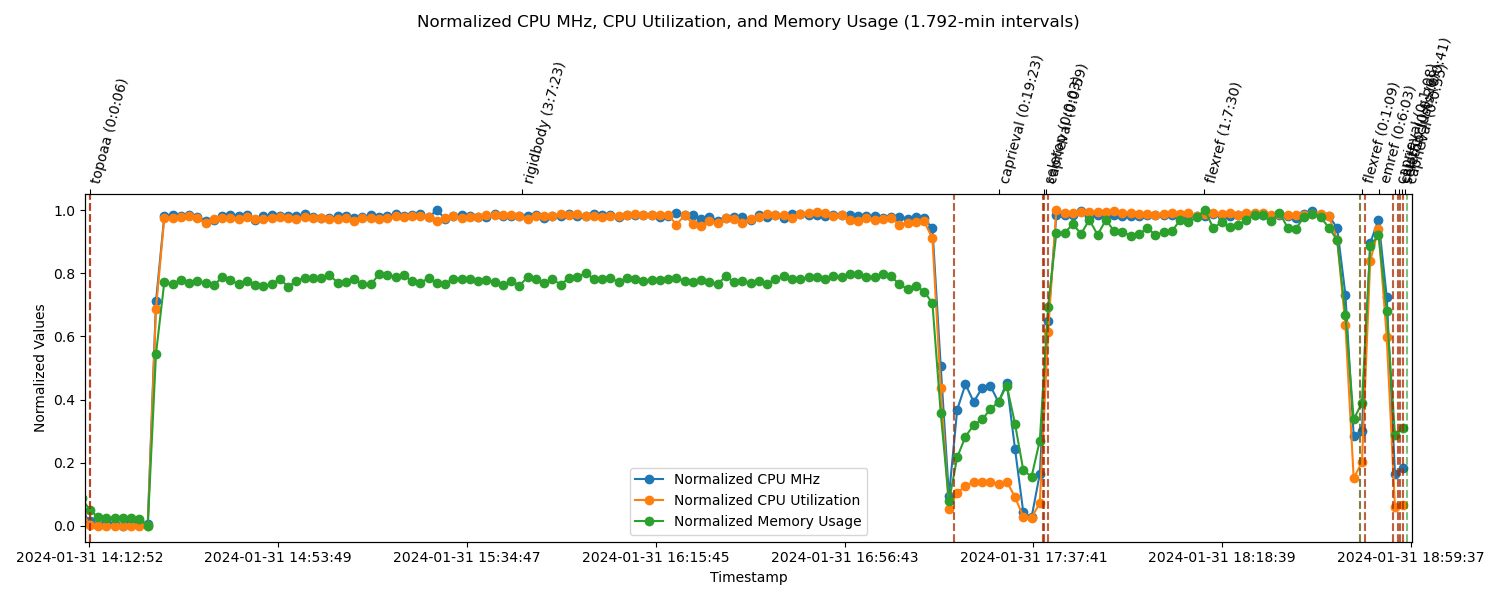 Normalized CPU MHz, CPU Utilization, and Memory Usage (1.792-min intervals)
topoaa (0:0:06)
rigidbody (3:7:23)
caprieval (0:19:23)
caprieval (0:0:59)
flexref (1:7:30)
flexref (0:1:09)
emref (0:6:03)
Normalized Values
1.0
0.8
0.6
0.4
0.2
0.0
Normalized CPU MHz
Normalized CPU Utilization
Normalized Memory Usage
2024-01-31 14:12:52
2024-01-31 14:53:49
2024-01-31 15:34:47
2024-01-31 16:15:45
2024-01-31 16:56:43
2024-01-31 17:37:41
2024-01-31 18:18:39
2024-01-31 18:59:37
Timestamp